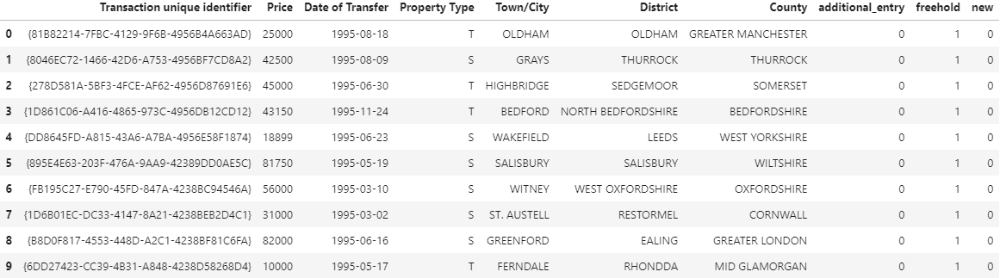 Transaction unique identifier Price Date of Transfer Property Type Town/City District County additional_entry freehold new
0 {81B82214-7FBC-4129-9F6B-4956B4A663AD} 25000 1995-08-18 T OLDHAM OLDHAM GREATER MANCHESTER 0 1 0
1 {8046EC72-1466-42D6-A753-4956BF7CD8A2} 42500 1995-08-09 S GRAYS THURROCK THURROCK 0 1 0
2 {278D581A-5BF3-4FCE-AF62-4956D87691E6} 45000 1995-06-30 T HIGHBRIDGE SEDGEMOOR SOMERSET 0 1 0
3 {1D861C06-A416-4865-973C-4956DB12CD12} 43150 1995-11-24 T BEDFORD NORTH BEDFORDSHIRE BEDFORDSHIRE 0 1 0
4 {DD8645FD-A815-43A6-A7BA-4956E58F1874} 18899 1995-06-23 S WAKEFIELD LEEDS WEST YORKSHIRE 0 1 0
5 {895E4E63-203F-476A-9AA9-42389DD0AE5C} 81750 1995-05-19 S SALISBURY SALISBURY WILTSHIRE 0 1 0
6 {FB195C27-E790-45FD-847A-4238BC94546A} 56000 1995-03-10 S WITNEY WEST OXFORDSHIRE OXFORDSHIRE 0 1 0
7 {1D6B01EC-DC33-4147-8A21-4238BEB2D4C1} 31000 1995-03-02 S ST. AUSTELL RESTORMEL CORNWALL 0 1 0
8 {B8D0F817-4553-448D-A2C1-4238BF81C6FA} 82000 1995-06-16 S GREENFORD EALING GREATER LONDON 0 1 0
9 {6DD27423-CC39-4B31-A848-4238D58268D4} 10000 1995-05-17 T FERNDALE RHONDDA MID GLAMORGAN 0 1 0